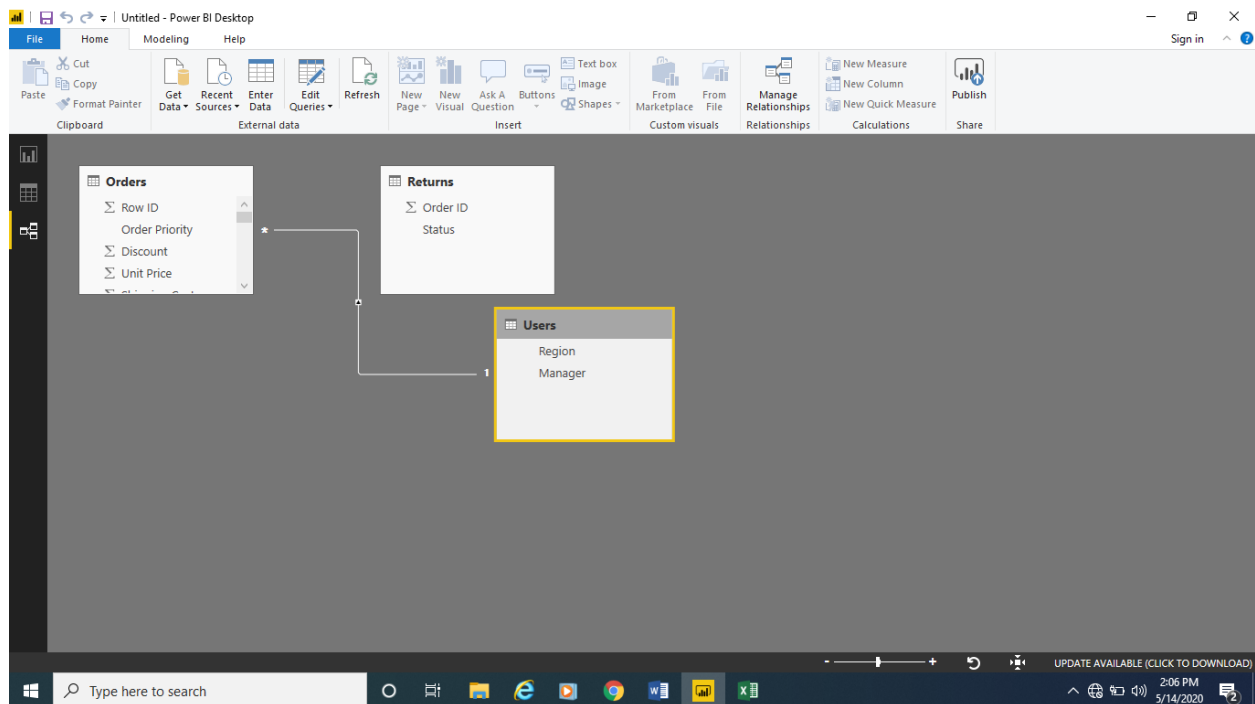 Untitled - Power BI Desktop
File Home Modeling Help Sign in
Paste
Cut
Copy
Format Painter
Clipboard
Get Data
Recent Sources
Enter Data
Edit Queries
Refresh
External data
New Page
New Visual
Ask A Question
Buttons
Text box
Image
Shapes
Insert
From Marketplace
From File
Custom visuals
Manage Relationships
Relationships
New Measure
New Column
New Quick Measure
Calculations
Publish
Share
Orders
Σ Row ID
Order Priority
Σ Discount
Σ Unit Price
*
Returns
Σ Order ID
Status
Users
Region
1 Manager
- +
UPDATE AVAILABLE (CLICK TO DOWNLOAD)
Type here to search
2:06 PM
5/14/2020
2